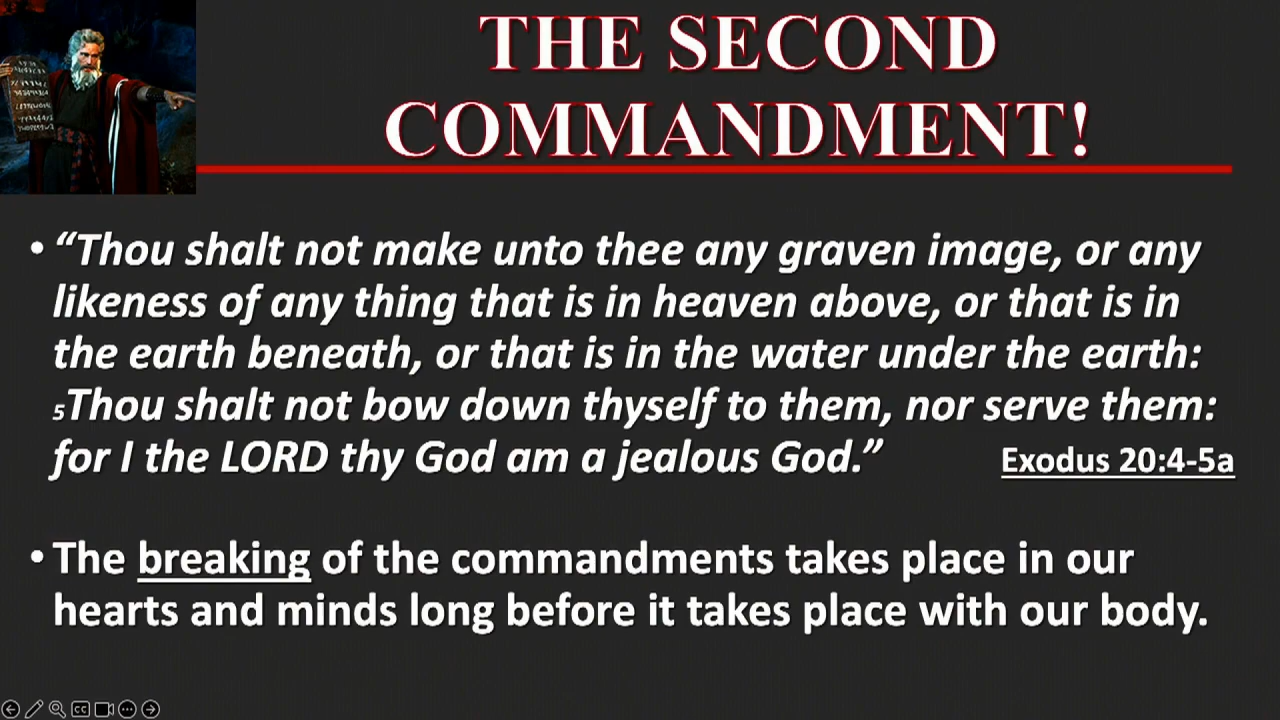 THE SECOND
COMMANDMENT!
• “Thou shalt not make unto thee any graven image, or any
likeness of any thing that is in heaven above, or that is in
the earth beneath, or that is in the water under the earth:
5Thou shalt not bow down thyself to them, nor serve them:
for I the LORD thy God am a jealous God.” Exodus 20:4-5a
• The breaking of the commandments takes place in our
hearts and minds long before it takes place with our body.
CC